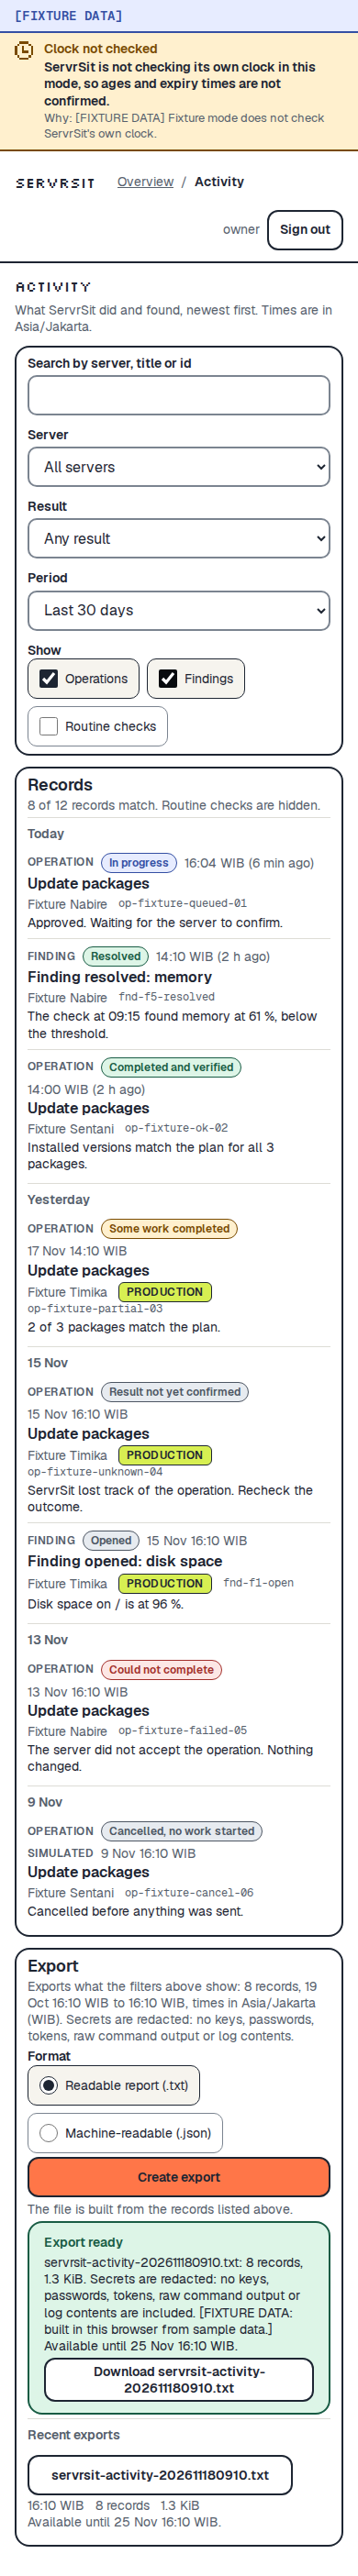 [FIXTURE DATA]
Clock not checked
ServrSit is not checking its own clock in this
mode, so ages and expiry times are not
confirmed.
Why: [FIXTURE DATA] Fixture mode does not check
ServrSit's own clock.
SERVRSIT Overview / Activity
owner Sign out
ACTIVITY
What ServrSit did and found, newest first. Times are in
Asia/Jakarta.
Search by server, title or id
Server
All servers
Result
Any result
Period
Last 30 days
Show
Operations Findings
Routine checks
Records
8 of 12 records match. Routine checks are hidden.
Today
OPERATION In progress 16:04 WIB (6 min ago)
Update packages
Fixture Nabire op-fixture-queued-01
Approved. Waiting for the server to confirm.
FINDING Resolved 14:10 WIB (2 h ago)
Finding resolved: memory
Fixture Nabire fnd-f5-resolved
The check at 09:15 found memory at 61 %, below
the threshold.
OPERATION Completed and verified
14:00 WIB (2 h ago)
Update packages
Fixture Sentani op-fixture-ok-02
Installed versions match the plan for all 3
packages.
Yesterday
OPERATION Some work completed
17 Nov 14:10 WIB
Update packages
Fixture Timika PRODUCTION
op-fixture-partial-03
2 of 3 packages match the plan.
15 Nov
OPERATION Result not yet confirmed
15 Nov 16:10 WIB
Update packages
Fixture Timika PRODUCTION
op-fixture-unknown-04
ServrSit lost track of the operation. Recheck the
outcome.
FINDING Opened 15 Nov 16:10 WIB
Finding opened: disk space
Fixture Timika PRODUCTION fnd-f1-open
Disk space on / is at 96 %.
13 Nov
OPERATION Could not complete
13 Nov 16:10 WIB
Update packages
Fixture Nabire op-fixture-failed-05
The server did not accept the operation. Nothing
changed.
9 Nov
OPERATION Cancelled, no work started
SIMULATED 9 Nov 16:10 WIB
Update packages
Fixture Sentani op-fixture-cancel-06
Cancelled before anything was sent.
Export
Exports what the filters above show: 8 records, 19
Oct 16:10 WIB to 16:10 WIB, times in Asia/Jakarta
(WIB). Secrets are redacted: no keys, passwords,
tokens, raw command output or log contents.
Format
Readable report (.txt)
Machine-readable (.json)
Create export
The file is built from the records listed above.
Export ready
servrsit-activity-202611180910.txt: 8 records,
1.3 KiB. Secrets are redacted: no keys,
passwords, tokens, raw command output or
log contents are included. [FIXTURE DATA:
built in this browser from sample data.]
Available until 25 Nov 16:10 WIB.
Download servrsit-activity-
202611180910.txt
Recent exports
servrsit-activity-202611180910.txt
16:10 WIB 8 records 1.3 KiB
Available until 25 Nov 16:10 WIB.